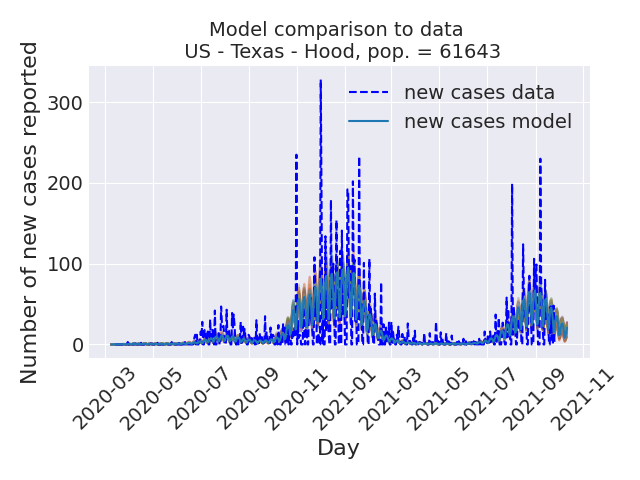 Model comparison to data
US - Texas - Hood, pop. = 61643
Number of new cases reported
300
200
100
0
new cases data
new cases model
2020-03
2020-05
2020-07
2020-09
2020-11
2021-01
2021-03
2021-05
2021-07
2021-09
2021-11
Day